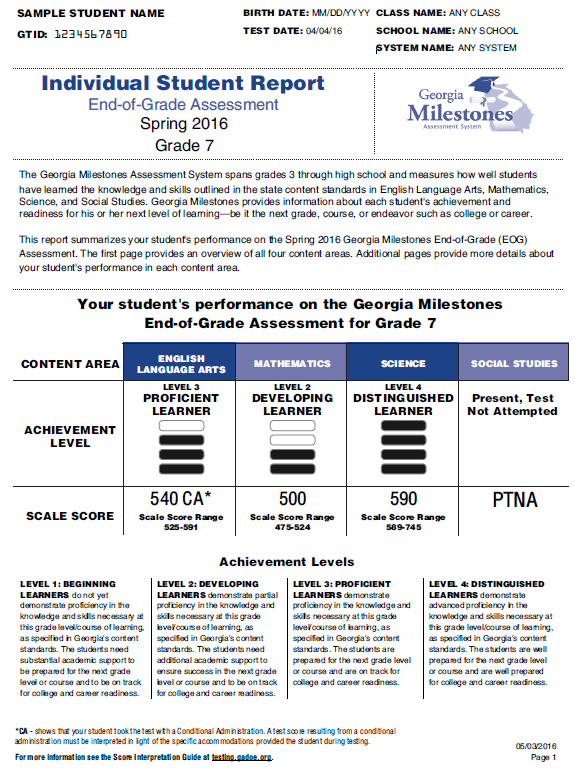 SAMPLE STUDENT NAME
GTID: 1234567890
BIRTH DATE: MM/DD/YYYY
TEST DATE: 04/04/16
CLASS NAME: ANY CLASS
SCHOOL NAME: ANY SCHOOL
SYSTEM NAME: ANY SYSTEM
Individual Student Report
End-of-Grade Assessment
Spring 2016
Grade 7
Georgia
Milestones
Assessment System
The Georgia Milestones Assessment System spans grades 3 through high school and measures how well students
have learned the knowledge and skills outlined in the state content standards in English Language Arts, Mathematics,
Science, and Social Studies. Georgia Milestones provides information about each student's achievement and
readiness for his or her next level of learning—be it the next grade, course, or endeavor such as college or career.
This report summarizes your student's performance on the Spring 2016 Georgia Milestones End-of-Grade (EOG)
Assessment. The first page provides an overview of all four content areas. Additional pages provide more details about
your student's performance in each content area.
Your student's performance on the Georgia Milestones
End-of-Grade Assessment for Grade 7
CONTENT AREA
ENGLISH
LANGUAGE ARTS
MATHEMATICS
SCIENCE
SOCIAL STUDIES
ACHIEVEMENT
LEVEL
LEVEL 3
PROFICIENT
LEARNER
LEVEL 2
DEVELOPING
LEARNER
LEVEL 4
DISTINGUISHED
LEARNER
Present, Test
Not Attempted
SCALE SCORE
540 CA*
Scale Score Range
525-591
500
Scale Score Range
475-524
590
Scale Score Range
589-745
PTNA
Achievement Levels
LEVEL 1: BEGINNING
LEARNERS do not yet
demonstrate proficiency in the
knowledge and skills necessary at
this grade level/course of learning,
as specified in Georgia's content
standards. The students need
substantial academic support to
be prepared for the next grade
level or course and to be on track
for college and career readiness.
LEVEL 2: DEVELOPING
LEARNERS demonstrate partial
proficiency in the knowledge and
skills necessary at this grade
level/course of learning, as
specified in Georgia's content
standards. The students need
additional academic support to
ensure success in the next grade
level or course and to be on track
for college and career readiness.
LEVEL 3: PROFICIENT
LEARNERS demonstrate
proficiency in the knowledge and
skills necessary at this grade
level/course of learning, as
specified in Georgia's content
standards. The students are
prepared for the next grade level
or course and are on track for
college and career readiness.
LEVEL 4: DISTINGUISHED
LEARNERS demonstrate
advanced proficiency in the
knowledge and skills necessary at
this grade level/course of learning,
as specified in Georgia's content
standards. The students are well
prepared for the next grade level
or course and are well prepared
for college and career readiness.
*CA - shows that your student took the test with a Conditional Administration. A test score resulting from a conditional
administration must be interpreted in light of the specific accommodations provided the student during testing.
For more information see the Score Interpretation Guide at testing.gadoe.org.
05/03/2016
Page 1